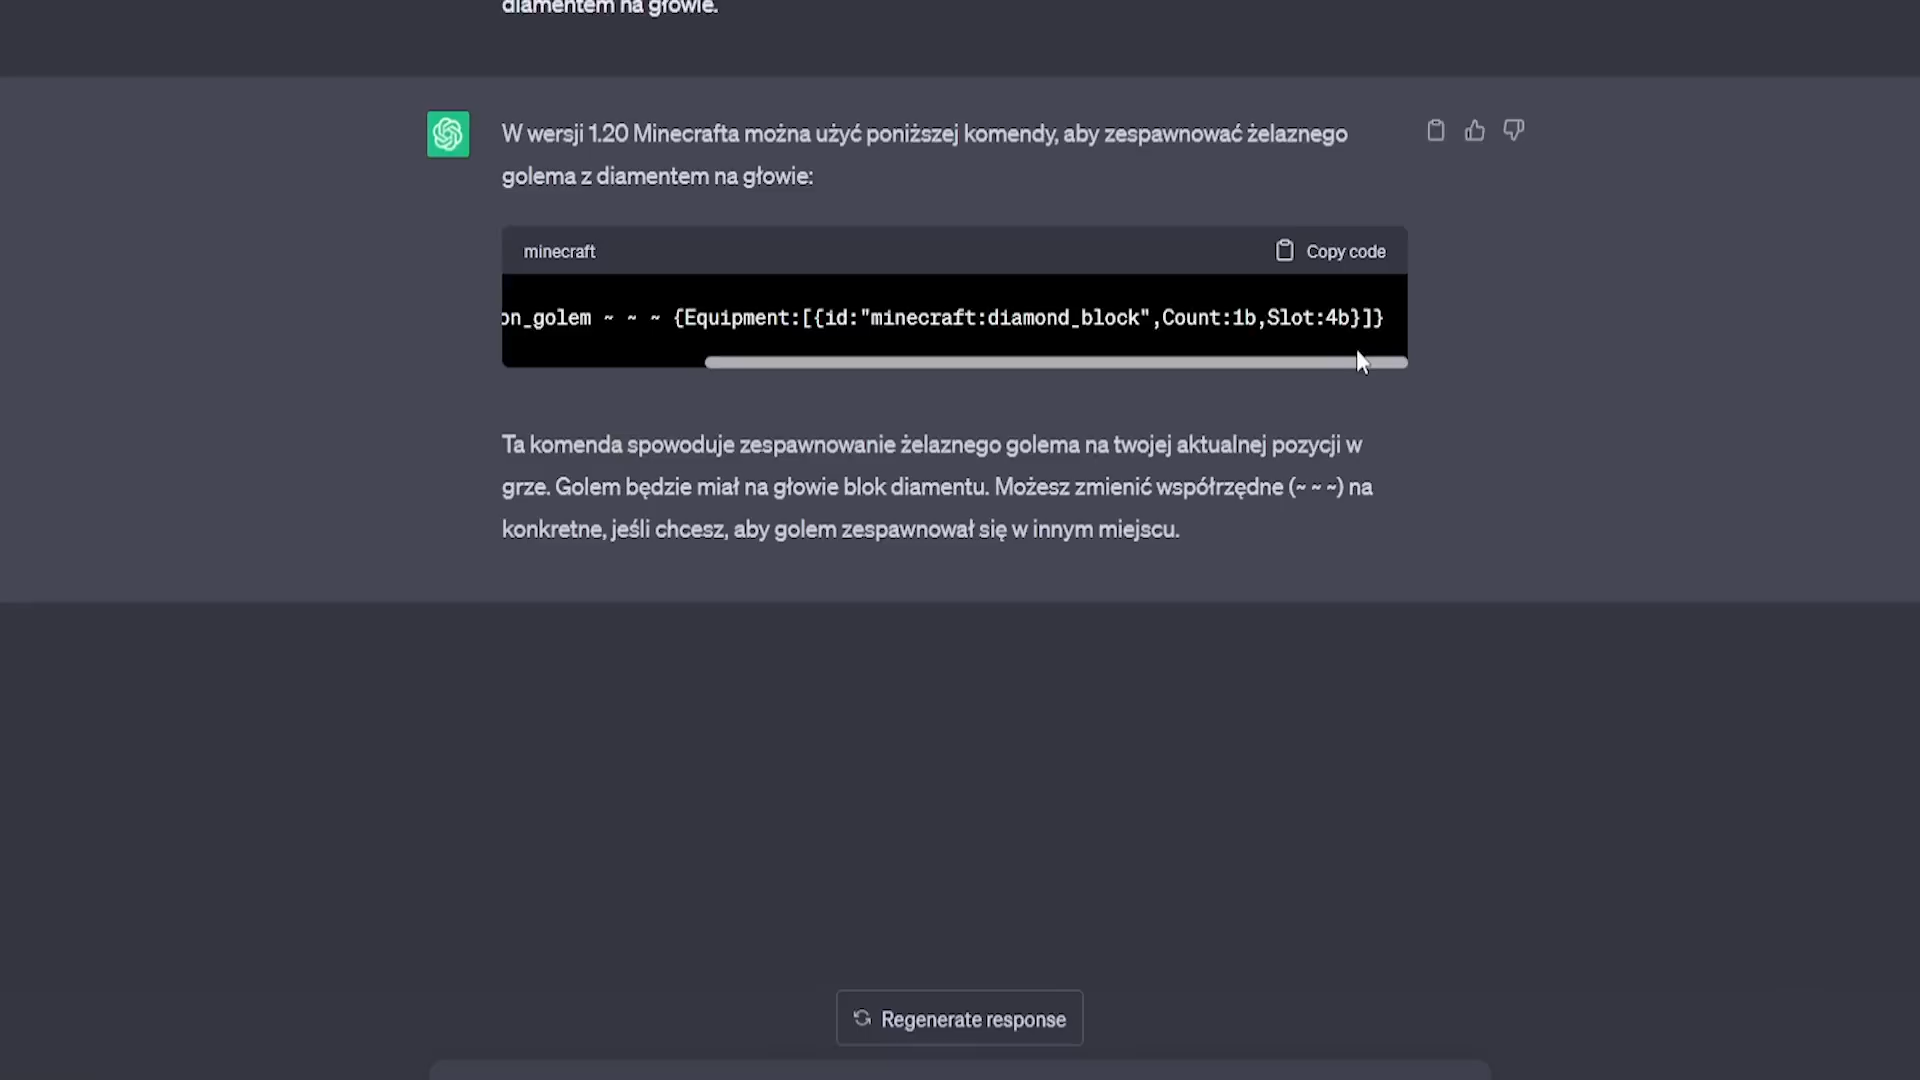 diamentem na głowie.
W wersji 1.20 Minecrafta można użyć poniższej komendy, aby zespawnować żelaznego
golema z diamentem na głowie:
minecraft
Copy code
on_golem ~ ~ ~ {Equipment:[{id:"minecraft:diamond_block",Count:1b,Slot:4b}]}
Ta komenda spowoduje zespawnowanie żelaznego golema na twojej aktualnej pozycji w
grze. Golem będzie miał na głowie blok diamentu. Możesz zmienić współrzędne (~ ~ ~) na
konkretne, jeśli chcesz, aby golem zespawnował się w innym miejscu.
Regenerate response